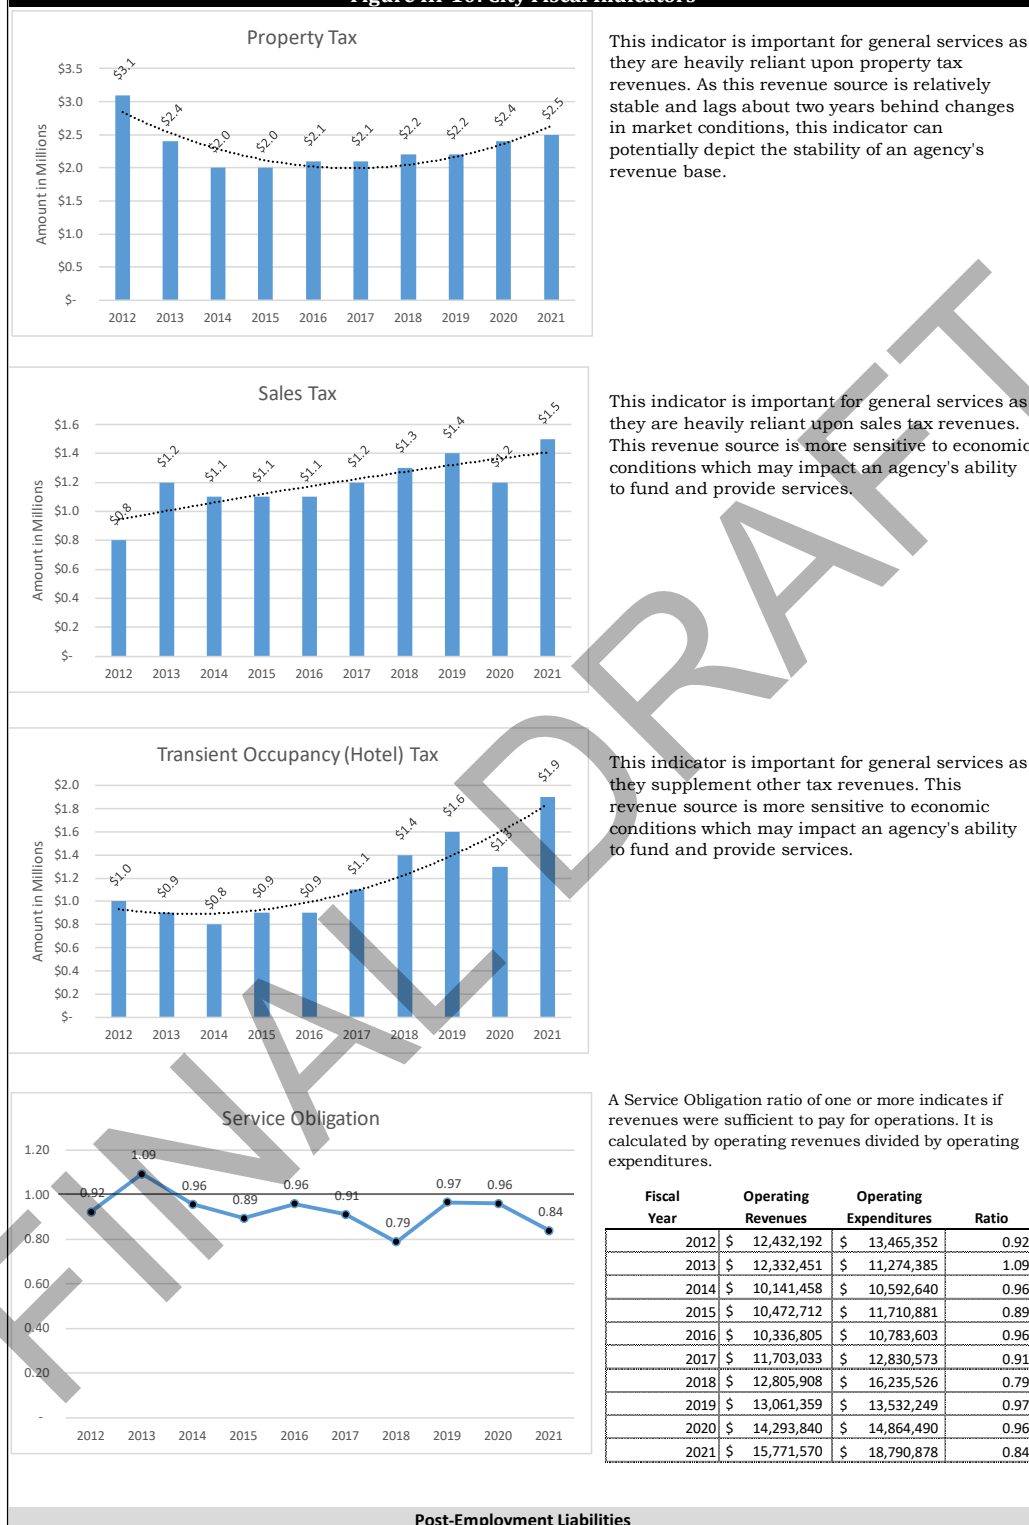 Figure III-10: City Fiscal Indicators
Property Tax
This indicator is important for general services as
they are heavily reliant upon property tax
revenues. As this revenue source is relatively
stable and lags about two years behind changes
in market conditions, this indicator can
potentially depict the stability of an agency's
revenue base.
Amount in Millions
$3.5
$3.0
$2.5
$2.0
$1.5
$1.0
$0.5
$-
$3.1
$2.4
$2.0
$2.0
$2.1
$2.1
$2.2
$2.2
$2.4
$2.5
2012 2013 2014 2015 2016 2017 2018 2019 2020 2021
Sales Tax
This indicator is important for general services as
they are heavily reliant upon sales tax revenues.
This revenue source is more sensitive to economic
conditions which may impact an agency's ability
to fund and provide services.
Amount in Millions
$1.6
$1.4
$1.2
$1.0
$0.8
$0.6
$0.4
$0.2
$-
$0.8
$1.2
$1.1
$1.1
$1.1
$1.2
$1.3
$1.4
$1.2
$1.5
2012 2013 2014 2015 2016 2017 2018 2019 2020 2021
Transient Occupancy (Hotel) Tax
This indicator is important for general services as
they supplement other tax revenues. This
revenue source is more sensitive to economic
conditions which may impact an agency's ability
to fund and provide services.
Amount in Millions
$2.0
$1.8
$1.6
$1.4
$1.2
$1.0
$0.8
$0.6
$0.4
$0.2
$-
$1.0
$0.9
$0.8
$0.9
$0.9
$1.1
$1.4
$1.6
$1.3
$1.9
2012 2013 2014 2015 2016 2017 2018 2019 2020 2021
Service Obligation
1.20
1.00
0.80
0.60
0.40
0.20
-
0.92
1.09
0.96
0.89
0.96
0.91
0.79
0.97
0.96
0.84
2012 2013 2014 2015 2016 2017 2018 2019 2020 2021
A Service Obligation ratio of one or more indicates if
revenues were sufficient to pay for operations. It is
calculated by operating revenues divided by operating
expenditures.
Fiscal Operating Operating
Year Revenues Expenditures Ratio
2012 $ 12,432,192 $ 13,465,352 0.92
2013 $ 12,332,451 $ 11,274,385 1.09
2014 $ 10,141,458 $ 10,592,640 0.96
2015 $ 10,472,712 $ 11,710,881 0.89
2016 $ 10,336,805 $ 10,783,603 0.96
2017 $ 11,703,033 $ 12,830,573 0.91
2018 $ 12,805,908 $ 16,235,526 0.79
2019 $ 13,061,359 $ 13,532,249 0.97
2020 $ 14,293,840 $ 14,864,490 0.96
2021 $ 15,771,570 $ 18,790,878 0.84
Post-Employment Liabilities
FINAL DRAFT